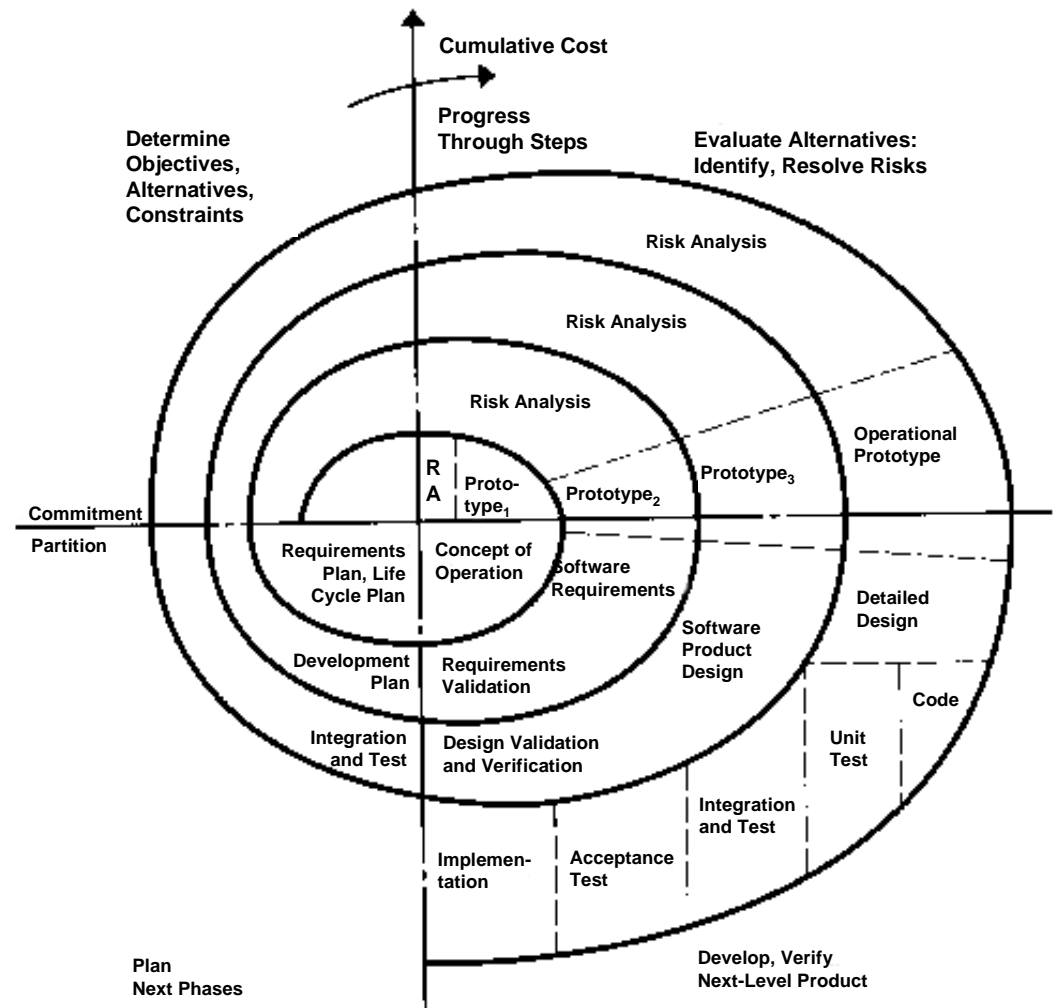 Cumulative Cost
Progress
Through Steps
Determine
Objectives,
Alternatives,
Constraints
Evaluate Alternatives:
Identify, Resolve Risks
Risk Analysis
Risk Analysis
Risk Analysis
R
A
Proto-
type1
Prototype2
Prototype3
Operational
Prototype
Commitment
Partition
Requirements
Plan, Life
Cycle Plan
Concept of
Operation
Software
Requirements
Detailed
Design
Software
Product
Design
Development
Plan
Requirements
Validation
Code
Unit
Test
Integration
and Test
Design Validation
and Verification
Integration
and Test
Implemen-
tation
Acceptance
Test
Plan
Next Phases
Develop, Verify
Next-Level Product